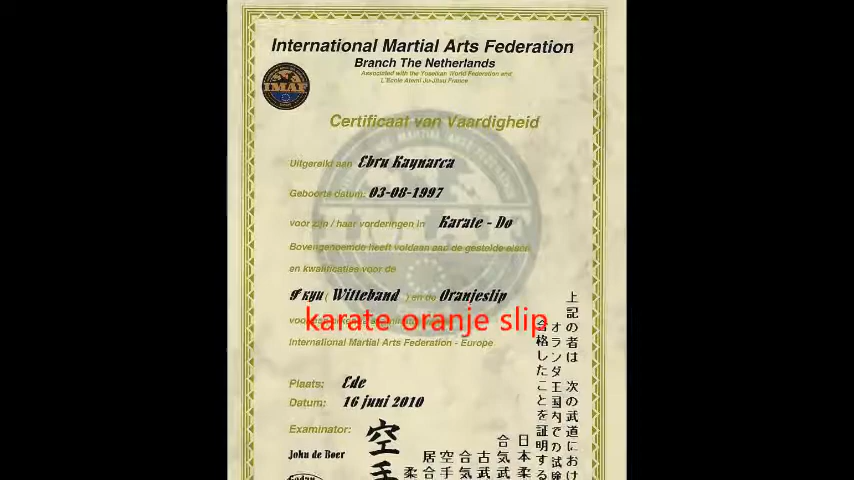 International Martial Arts Federation
Branch The Netherlands
Associated with the Yoseikan World Federation and
L'Ecole Atemi Ju-Jitsu France
IMAF
Certificaat van Vaardigheid
Uitgereikt aan Ebru Kaynarca
Geboorte datum: 03-08-1997
voor zijn / haar vorderingen in Karate - Do
Bovengenoemde heeft voldaan aan de gestelde eisen
en kwalificaties voor de
9e kyu ( Witteband ) en de Oranjeslip
karate oranje slip
International Martial Arts Federation - Europe
Plaats: Ede
Datum: 16 juni 2010
Examinator:
John de Boer
上記の者は 次の武道におけ
オランダ王国内での試験
合格したことを証明する
日本柔
合気武
古武
合気
空手
居合
柔
空手